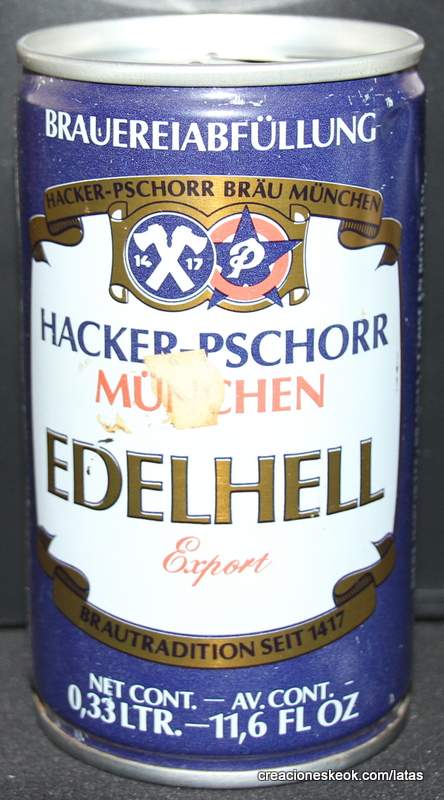 BRAUEREIABFÜLLUNG
HACKER-PSCHORR BRÄU MÜNCHEN
14 17 P
HACKER-PSCHORR
MÜNCHEN
EDELHELL
Export
BRAUTRADITION SEIT 1417
NET CONT. — AV. CONT. -
0,33 LTR.—11,6 FL OZ
creacioneskeok.com/latas